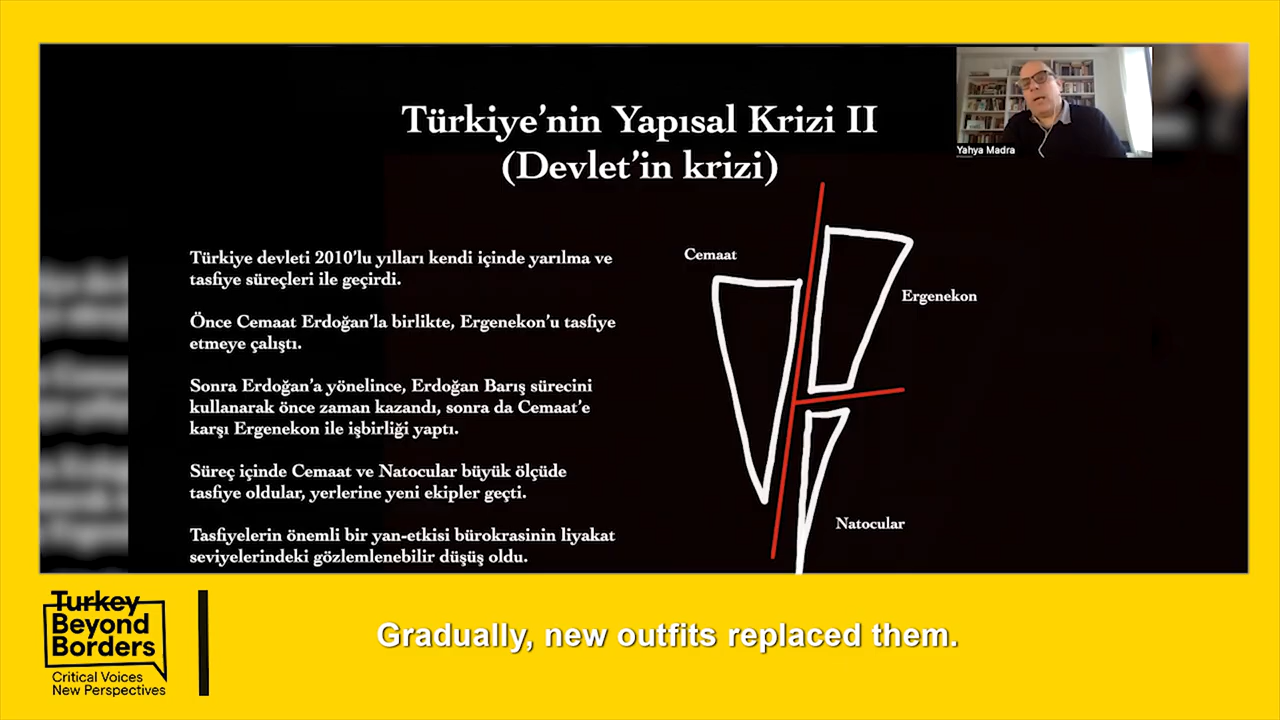 Türkiye’nin Yapısal Krizi II
(Devlet’in krizi)
Yahya Madra
Türkiye devleti 2010’lu yılları kendi içinde yarılma ve
tasfiye süreçleri ile geçirdi.
Önce Cemaat Erdoğan’la birlikte, Ergenekon’u tasfiye
etmeye çalıştı.
Sonra Erdoğan’a yönelince, Erdoğan Barış sürecini
kullanarak önce zaman kazandı, sonra da Cemaat’e
karşı Ergenekon ile işbirliği yaptı.
Süreç içinde Cemaat ve Natocular büyük ölçüde
tasfiye oldular, yerlerine yeni ekipler geçti.
Tasfiyelerin önemli bir yan-etkisi bürokrasinin liyakat
seviyelerindeki gözlemlenebilir düşüş oldu.
Cemaat
Ergenekon
Natocular
Turkey
Beyond
Borders
Critical Voices
New Perspectives
Gradually, new outfits replaced them.